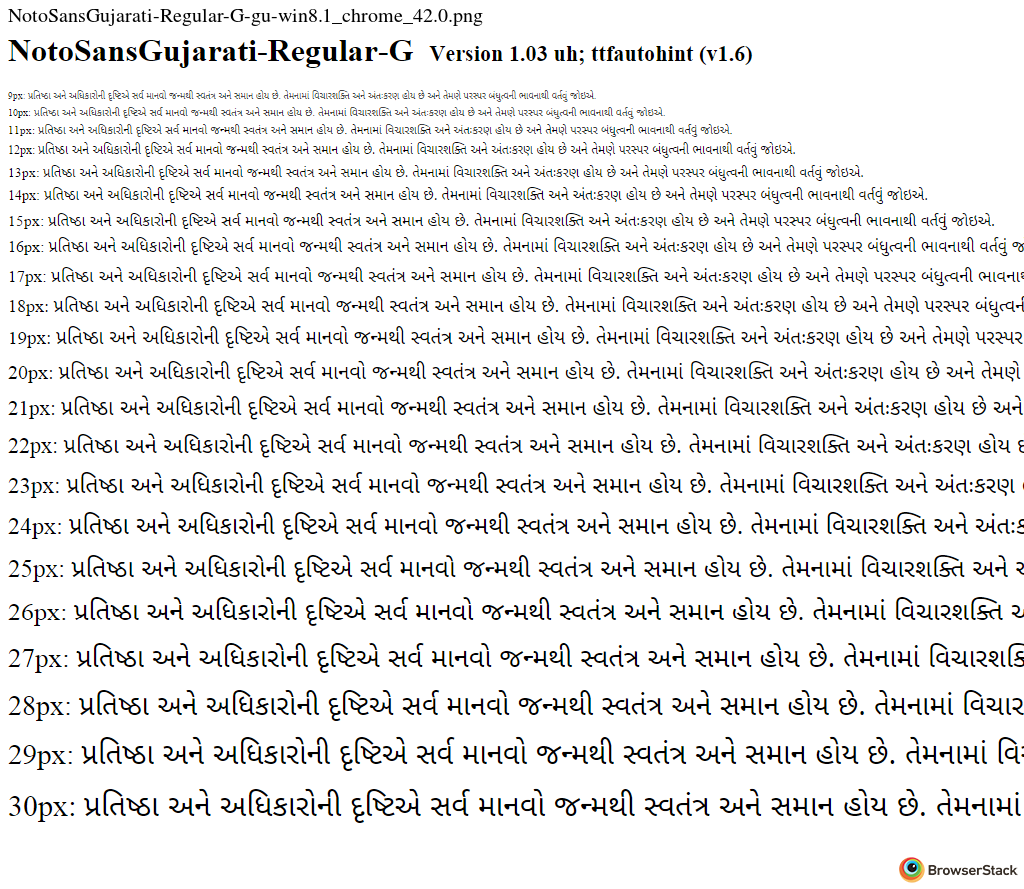 NotoSansGujarati-Regular-G-gu-win8.1_chrome_42.0.png
NotoSansGujarati-Regular-G Version 1.03 uh; ttfautohint (v1.6)
9px: પ્રતિષ્ઠા અને અધિકારોની દૃષ્ટિએ સર્વ માનવો જન્મથી સ્વતંત્ર અને સમાન હોય છે. તેમનામાં વિચારશક્તિ અને અંતઃકરણ હોય છે અને તેમણે પરસ્પર બંધુત્વની ભાવનાથી વર્તવું જોઇએ.
10px: પ્રતિષ્ઠા અને અધિકારોની દૃષ્ટિએ સર્વ માનવો જન્મથી સ્વતંત્ર અને સમાન હોય છે. તેમનામાં વિચારશક્તિ અને અંતઃકરણ હોય છે અને તેમણે પરસ્પર બંધુત્વની ભાવનાથી વર્તવું જોઇએ.
11px: પ્રતિષ્ઠા અને અધિકારોની દૃષ્ટિએ સર્વ માનવો જન્મથી સ્વતંત્ર અને સમાન હોય છે. તેમનામાં વિચારશક્તિ અને અંતઃકરણ હોય છે અને તેમણે પરસ્પર બંધુત્વની ભાવનાથી વર્તવું જોઇએ.
12px: પ્રતિષ્ઠા અને અધિકારોની દૃષ્ટિએ સર્વ માનવો જન્મથી સ્વતંત્ર અને સમાન હોય છે. તેમનામાં વિચારશક્તિ અને અંતઃકરણ હોય છે અને તેમણે પરસ્પર બંધુત્વની ભાવનાથી વર્તવું જોઇએ.
13px: પ્રતિષ્ઠા અને અધિકારોની દૃષ્ટિએ સર્વ માનવો જન્મથી સ્વતંત્ર અને સમાન હોય છે. તેમનામાં વિચારશક્તિ અને અંતઃકરણ હોય છે અને તેમણે પરસ્પર બંધુત્વની ભાવનાથી વર્તવું જોઇએ.
14px: પ્રતિષ્ઠા અને અધિકારોની દૃષ્ટિએ સર્વ માનવો જન્મથી સ્વતંત્ર અને સમાન હોય છે. તેમનામાં વિચારશક્તિ અને અંતઃકરણ હોય છે અને તેમણે પરસ્પર બંધુત્વની ભાવનાથી વર્તવું જોઇએ.
15px: પ્રતિષ્ઠા અને અધિકારોની દૃષ્ટિએ સર્વ માનવો જન્મથી સ્વતંત્ર અને સમાન હોય છે. તેમનામાં વિચારશક્તિ અને અંતઃકરણ હોય છે અને તેમણે પરસ્પર બંધુત્વની ભાવનાથી વર્તવું જોઇએ.
16px: પ્રતિષ્ઠા અને અધિકારોની દૃષ્ટિએ સર્વ માનવો જન્મથી સ્વતંત્ર અને સમાન હોય છે. તેમનામાં વિચારશક્તિ અને અંતઃકરણ હોય છે અને તેમણે પરસ્પર બંધુત્વની ભાવનાથી વર્તવું
17px: પ્રતિષ્ઠા અને અધિકારોની દૃષ્ટિએ સર્વ માનવો જન્મથી સ્વતંત્ર અને સમાન હોય છે. તેમનામાં વિચારશક્તિ અને અંતઃકરણ હોય છે અને તેમણે પરસ્પર બંધુત્વની
18px: પ્રતિષ્ઠા અને અધિકારોની દૃષ્ટિએ સર્વ માનવો જન્મથી સ્વતંત્ર અને સમાન હોય છે. તેમનામાં વિચારશક્તિ અને અંતઃકરણ હોય છે અને તેમણે પરસ્પર
19px: પ્રતિષ્ઠા અને અધિકારોની દૃષ્ટિએ સર્વ માનવો જન્મથી સ્વતંત્ર અને સમાન હોય છે. તેમનામાં વિચારશક્તિ અને અંતઃકરણ હોય છે અને તેમણે પરસ્પર
20px: પ્રતિષ્ઠા અને અધિકારોની દૃષ્ટિએ સર્વ માનવો જન્મથી સ્વતંત્ર અને સમાન હોય છે. તેમનામાં વિચારશક્તિ અને અંતઃકરણ હોય છે અને તેમણે
21px: પ્રતિષ્ઠા અને અધિકારોની દૃષ્ટિએ સર્વ માનવો જન્મથી સ્વતંત્ર અને સમાન હોય છે. તેમનામાં વિચારશક્તિ અને અંતઃકરણ હોય છે અને
22px: પ્રતિષ્ઠા અને અધિકારોની દૃષ્ટિએ સર્વ માનવો જન્મથી સ્વતંત્ર અને સમાન હોય છે. તેમનામાં વિચારશક્તિ અને અંતઃકરણ હોય
23px: પ્રતિષ્ઠા અને અધિકારોની દૃષ્ટિએ સર્વ માનવો જન્મથી સ્વતંત્ર અને સમાન હોય છે. તેમનામાં વિચારશક્તિ અને અંતઃકરણ
24px: પ્રતિષ્ઠા અને અધિકારોની દૃષ્ટિએ સર્વ માનવો જન્મથી સ્વતંત્ર અને સમાન હોય છે. તેમનામાં વિચારશક્તિ અને
25px: પ્રતિષ્ઠા અને અધિકારોની દૃષ્ટિએ સર્વ માનવો જન્મથી સ્વતંત્ર અને સમાન હોય છે. તેમનામાં વિચારશક્તિ અને
26px: પ્રતિષ્ઠા અને અધિકારોની દૃષ્ટિએ સર્વ માનવો જન્મથી સ્વતંત્ર અને સમાન હોય છે. તેમનામાં વિચારશક્તિ
27px: પ્રતિષ્ઠા અને અધિકારોની દૃષ્ટિએ સર્વ માનવો જન્મથી સ્વતંત્ર અને સમાન હોય છે. તેમનામાં
28px: પ્રતિષ્ઠા અને અધિકારોની દૃષ્ટિએ સર્વ માનવો જન્મથી સ્વતંત્ર અને સમાન હોય છે. તેમનામાં વિચાર
29px: પ્રતિષ્ઠા અને અધિકારોની દૃષ્ટિએ સર્વ માનવો જન્મથી સ્વતંત્ર અને સમાન હોય છે. તેમનામાં
30px: પ્રતિષ્ઠા અને અધિકારોની દૃષ્ટિએ સર્વ માનવો જન્મથી સ્વતંત્ર અને સમાન હોય છે. તેમનામાં
BrowserStack